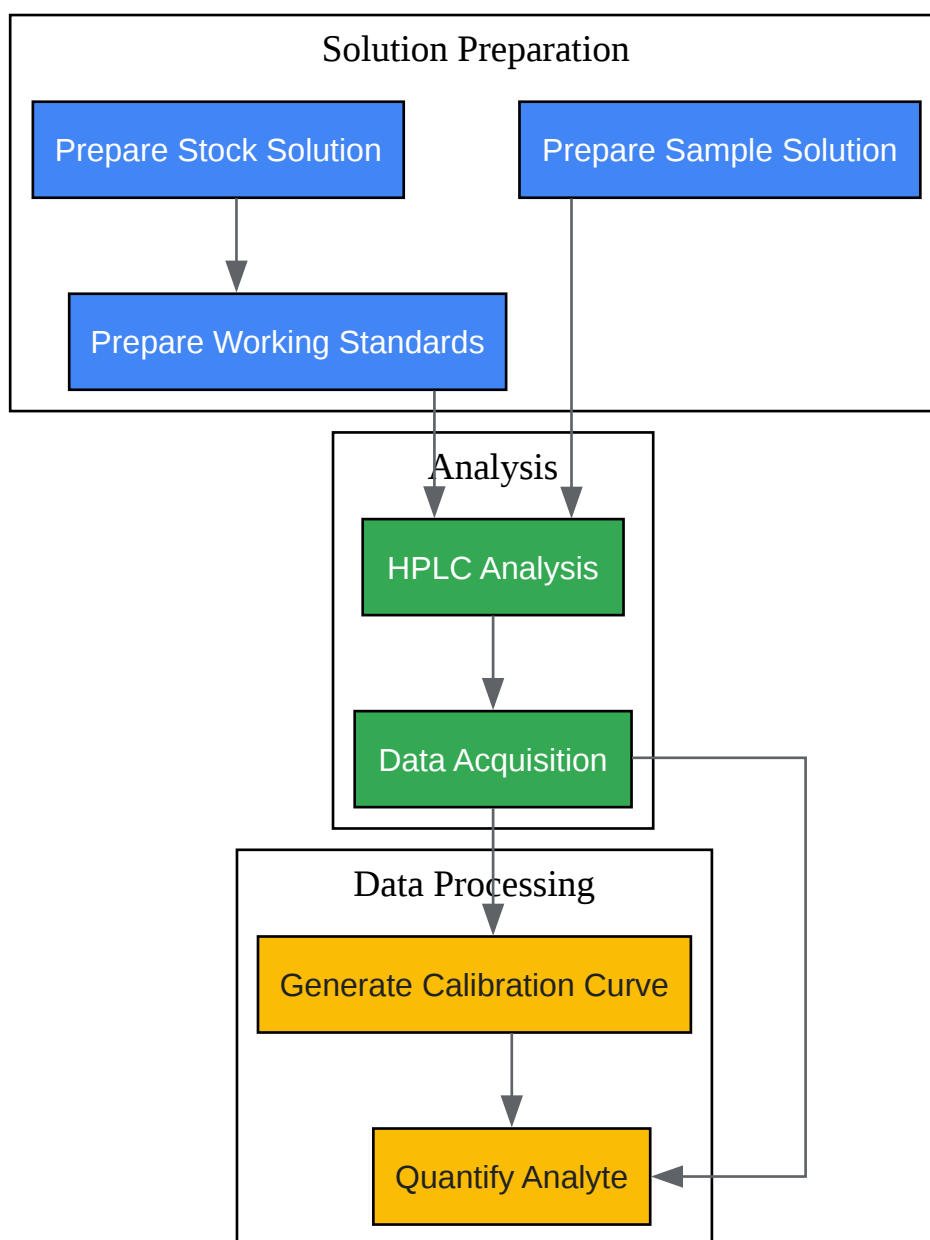 Solution Preparation
Prepare Stock Solution
Prepare Sample Solution
Prepare Working Standards
Analysis
HPLC Analysis
Data Acquisition
Data Processing
Generate Calibration Curve
Quantify Analyte